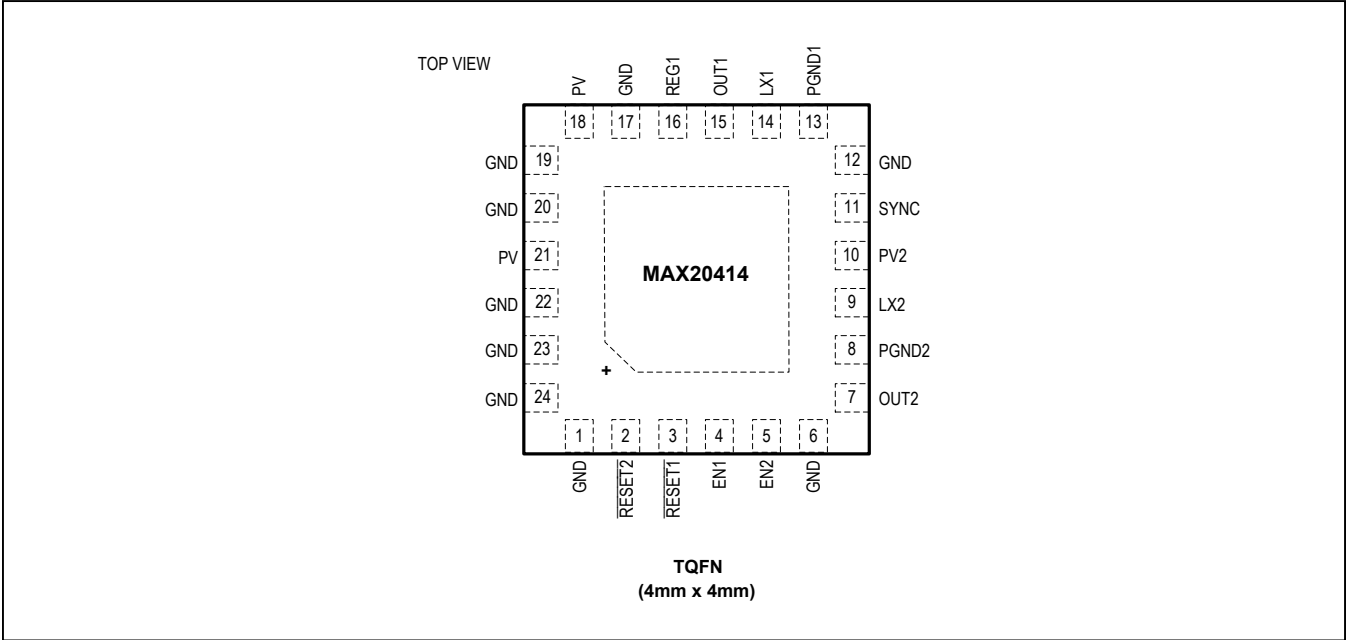 TOP VIEW
PV GND REG1 OUT1 LX1 PGND1
18 17 16 15 14 13
GND 19 12 GND
GND 20 11 SYNC
PV 21 10 PV2
MAX20414
GND 22 9 LX2
GND 23 8 PGND2
+
GND 24 7 OUT2
1 2 3 4 5 6
GND RESET2 RESET1 EN1 EN2 GND
TQFN
(4mm x 4mm)